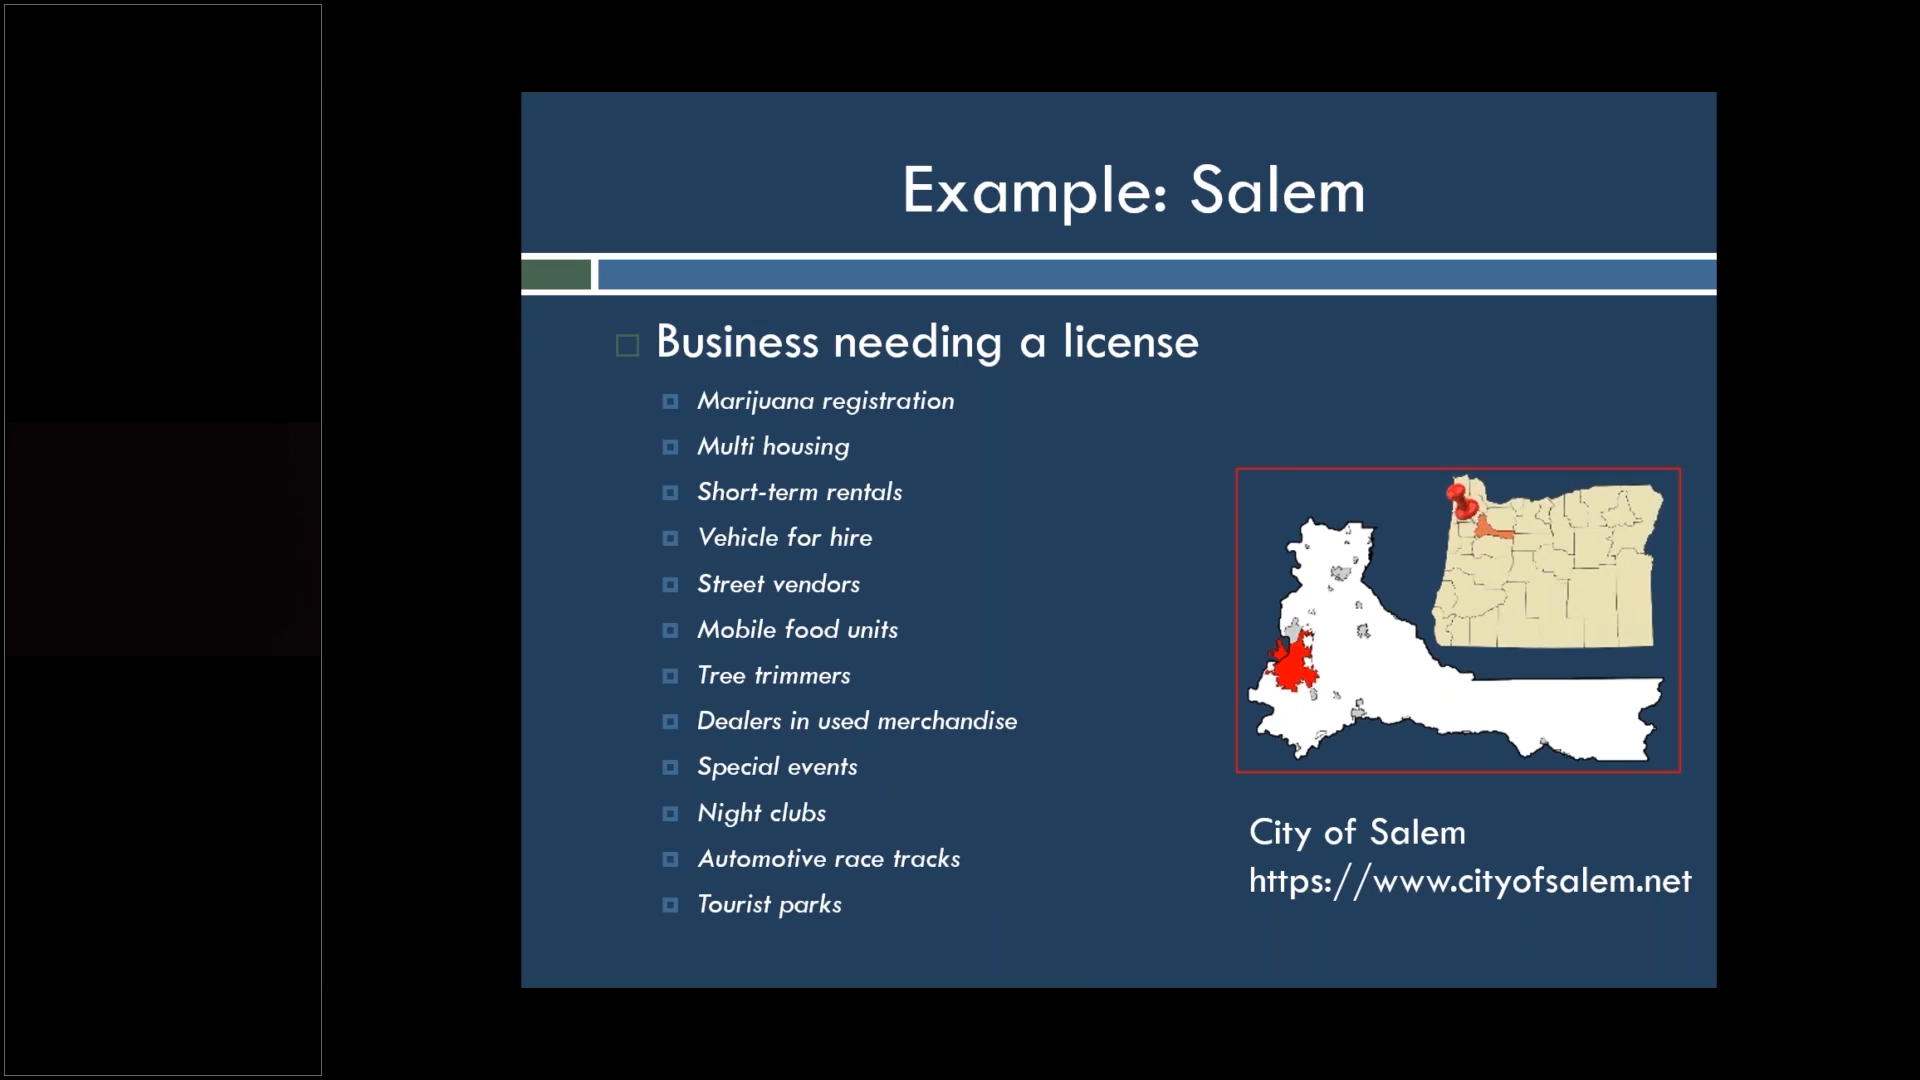 Example: Salem
Business needing a license
Marijuana registration
Multi housing
Short-term rentals
Vehicle for hire
Street vendors
Mobile food units
Tree trimmers
Dealers in used merchandise
Special events
Night clubs
Automotive race tracks
Tourist parks
City of Salem
https://www.cityofsalem.net